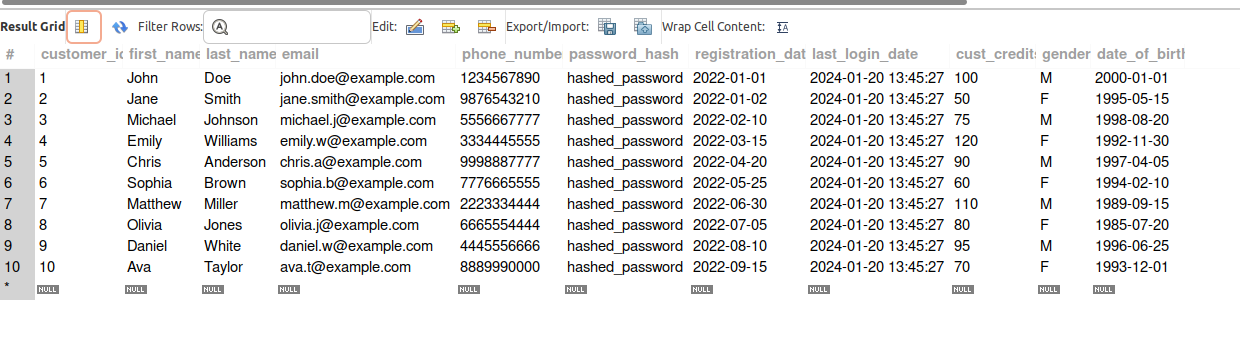 Result Grid Filter Rows: Edit: Export/Import: Wrap Cell Content: IA
# customer_id first_name last_name email phone_numbe password_hash registration_dat last_login_date cust_credits gender date_of_birth
1 1 John Doe john.doe@example.com 1234567890 hashed_password 2022-01-01 2024-01-20 13:45:27 100 M 2000-01-01
2 2 Jane Smith jane.smith@example.com 9876543210 hashed_password 2022-01-02 2024-01-20 13:45:27 50 F 1995-05-15
3 3 Michael Johnson michael.j@example.com 5556667777 hashed_password 2022-02-10 2024-01-20 13:45:27 75 M 1998-08-20
4 4 Emily Williams emily.w@example.com 3334445555 hashed_password 2022-03-15 2024-01-20 13:45:27 120 F 1992-11-30
5 5 Chris Anderson chris.a@example.com 9998887777 hashed_password 2022-04-20 2024-01-20 13:45:27 90 M 1997-04-05
6 6 Sophia Brown sophia.b@example.com 7776665555 hashed_password 2022-05-25 2024-01-20 13:45:27 60 F 1994-02-10
7 7 Matthew Miller matthew.m@example.com 2223334444 hashed_password 2022-06-30 2024-01-20 13:45:27 110 M 1989-09-15
8 8 Olivia Jones olivia.j@example.com 6665554444 hashed_password 2022-07-05 2024-01-20 13:45:27 80 F 1985-07-20
9 9 Daniel White daniel.w@example.com 4445556666 hashed_password 2022-08-10 2024-01-20 13:45:27 95 M 1996-06-25
10 10 Ava Taylor ava.t@example.com 8889990000 hashed_password 2022-09-15 2024-01-20 13:45:27 70 F 1993-12-01
* NULL NULL NULL NULL NULL NULL NULL NULL NULL NULL NULL